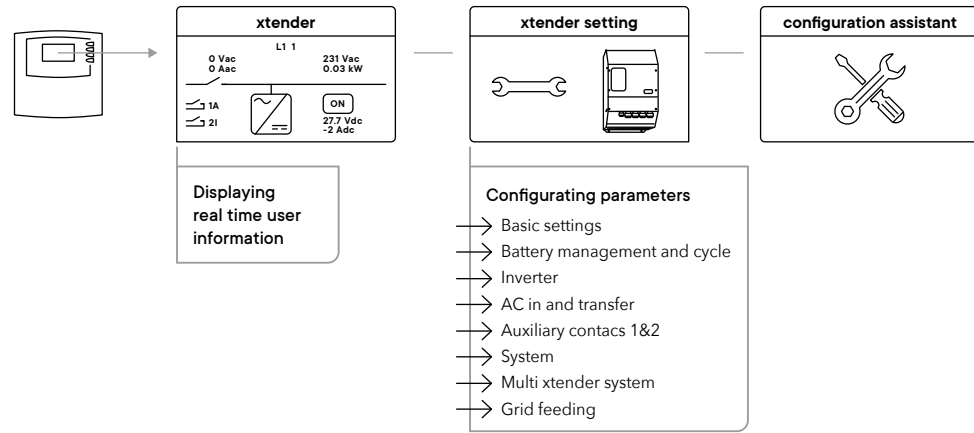 xtender
xtender setting
configuration assistant
L1 1
0 Vac
0 Aac
231 Vac
0.03 kW
1A
2I
ON
27.7 Vdc
-2 Adc
Displaying
real time user
information
Configurating parameters
Basic settings
Battery management and cycle
Inverter
AC in and transfer
Auxiliary contacs 1&2
System
Multi xtender system
Grid feeding